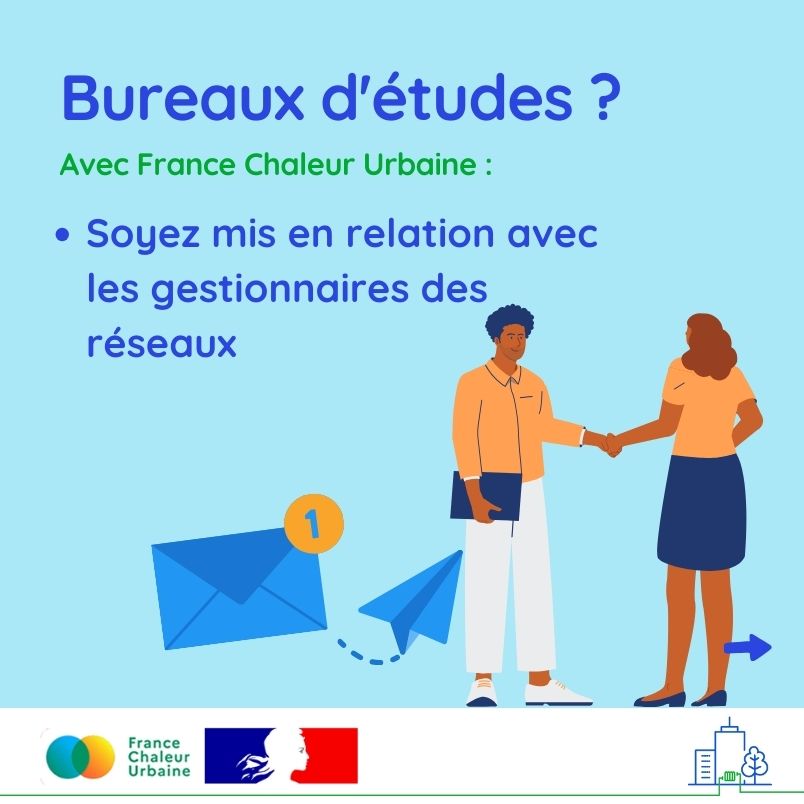 Bureaux d'études ?
Avec France Chaleur Urbaine :
• Soyez mis en relation avec
les gestionnaires des
réseaux
1
France
Chaleur
Urbaine